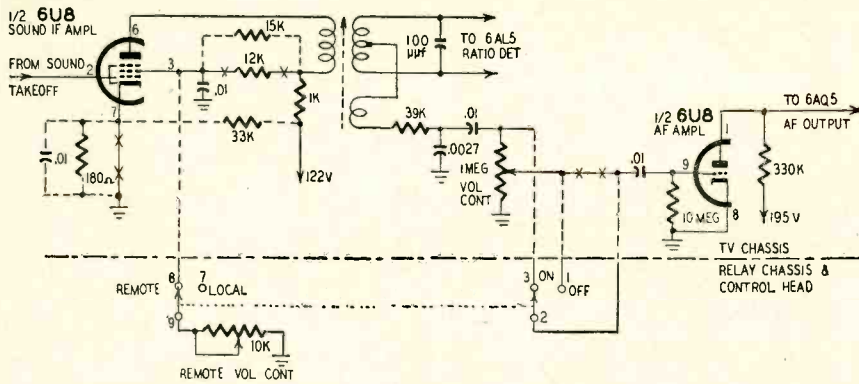 1/2 6U8
SOUND IF AMPL
6
FROM SOUND
TAKEOFF
2
3
7
.01
180Ω
.01
15K
12K
1K
33K
122V
100
μμf
TO 6AL5
RATIO DET
39K
.01
.0027
1 MEG
VOL
CONT
.01
1/2 6U8
AF AMPL
1
9
8
10 MEG
TO 6AQ5
AF OUTPUT
330K
195V
TV CHASSIS
RELAY CHASSIS &
CONTROL HEAD
REMOTE
8
7
LOCAL
9
10K
REMOTE VOL CONT
3
ON
1
OFF
2